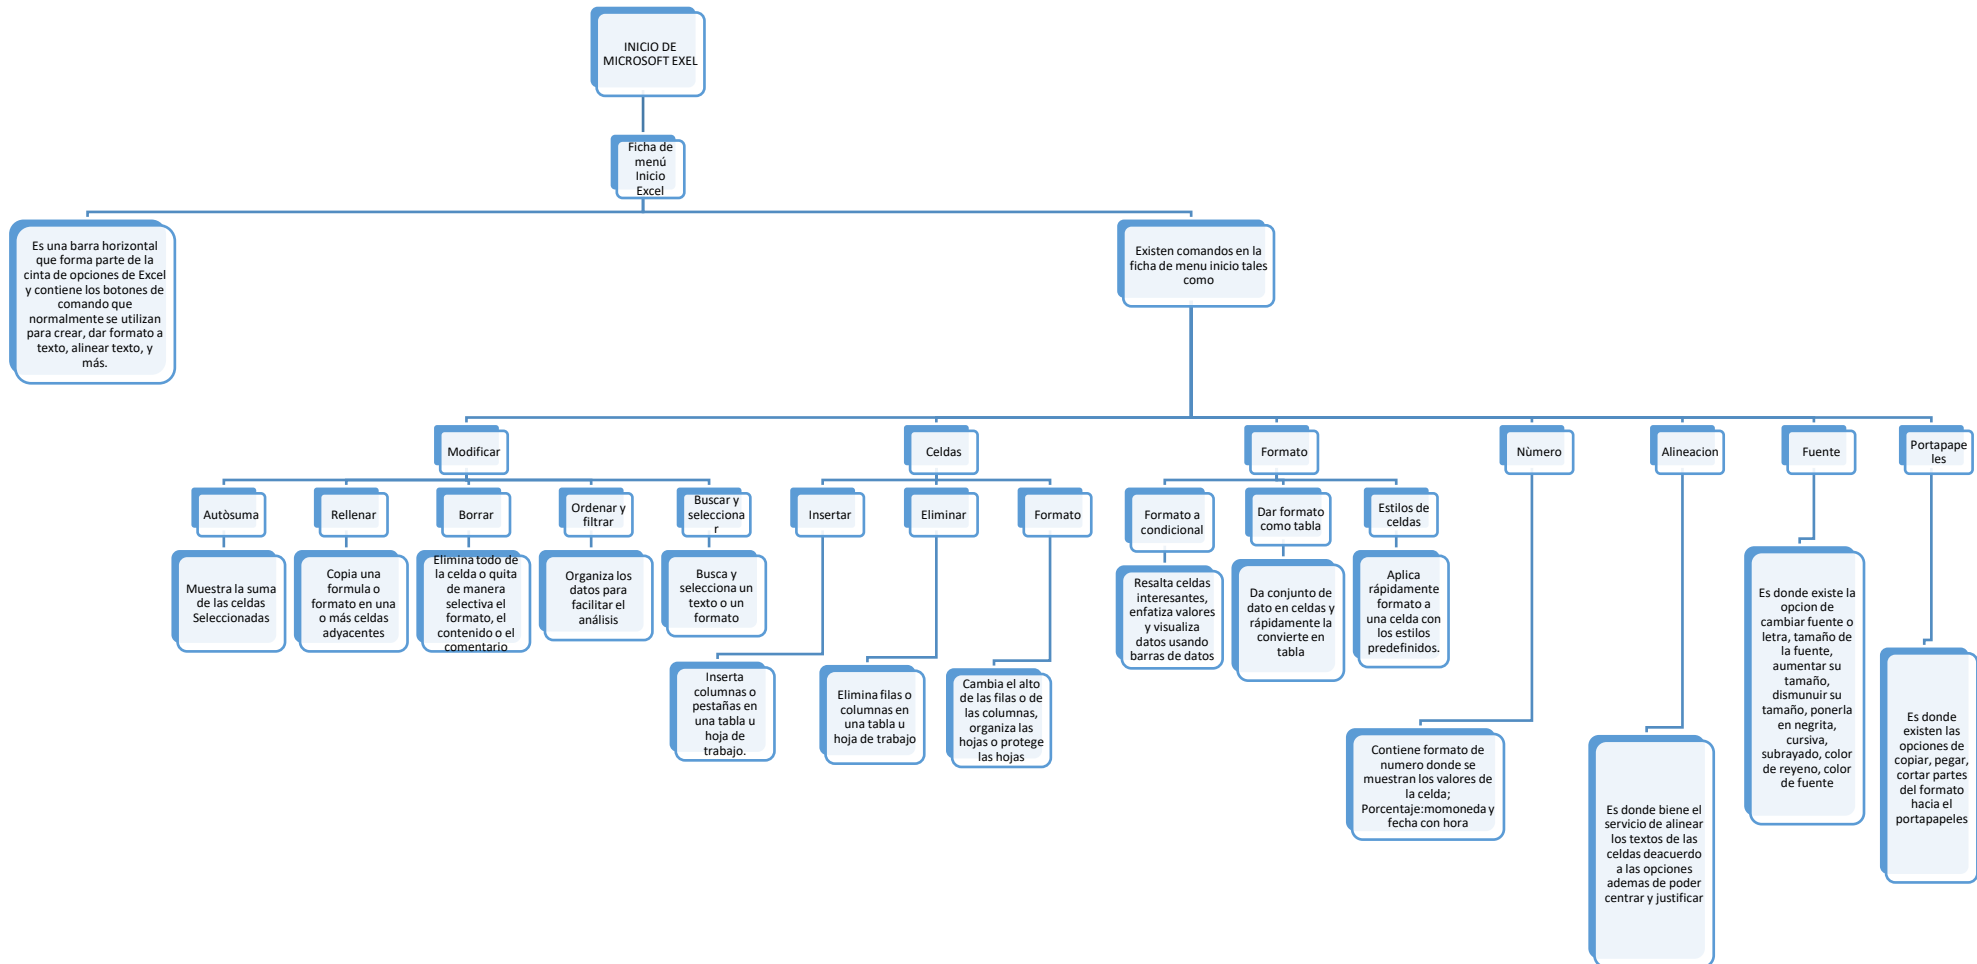 INICIO DE
MICROSOFT EXEL
Ficha de
menú
Inicio
Excel
Es una barra horizontal
que forma parte de la
cinta de opciones de Excel
y contiene los botones de
comando que
normalmente se utilizan
para crear, dar formato a
texto, alinear texto, y
más.
Existen comandos en la
ficha de menu inicio tales
como
Modificar
Autòsuma
Muestra la suma
de las celdas
Seleccionadas
Rellenar
Copia una
formula o
formato en una
o más celdas
adyacentes
Borrar
Elimina todo de
la celda o quita
de manera
selectiva el
formato, el
contenido o el
comentario
Ordenar y
filtrar
Organiza los
datos para
facilitar el
análisis
Buscar y
selecciona
r
Busca y
selecciona un
texto o un
formato
Celdas
Insertar
Inserta
columnas o
pestañas en
una tabla u
hoja de
trabajo.
Eliminar
Elimina filas o
columnas en
una tabla u
hoja de trabajo
Formato
Cambia el alto
de las filas o de
las columnas,
organiza las
hojas o protege
las hojas
Formato
Formato a
condicional
Resalta celdas
interesantes,
enfatiza valores
y visualiza
datos usando
barras de datos
Dar formato
como tabla
Da conjunto de
dato en celdas y
rápidamente la
convierte en
tabla
Estilos de
celdas
Aplica
rápidamente
formato a
una celda con
los estilos
predefinidos.
Nùmero
Contiene formato de
numero donde se
muestran los valores de
la celda;
Porcentaje:momoneda y
fecha con hora
Alineacion
Es donde biene el
servicio de alinear
los textos de las
celdas deacuerdo
a las opciones
ademas de poder
centrar y justificar
Fuente
Es donde existe la
opcion de
cambiar fuente o
letra, tamaño de
la fuente,
aumentar su
tamaño,
dismunuir su
tamaño, ponerla
en negrita,
cursiva,
subrayado, color
de reyeno, color
de fuente
Portapape
les
Es donde
existen las
opciones de
copiar, pegar,
cortar partes
del formato
hacia el
portapapeles